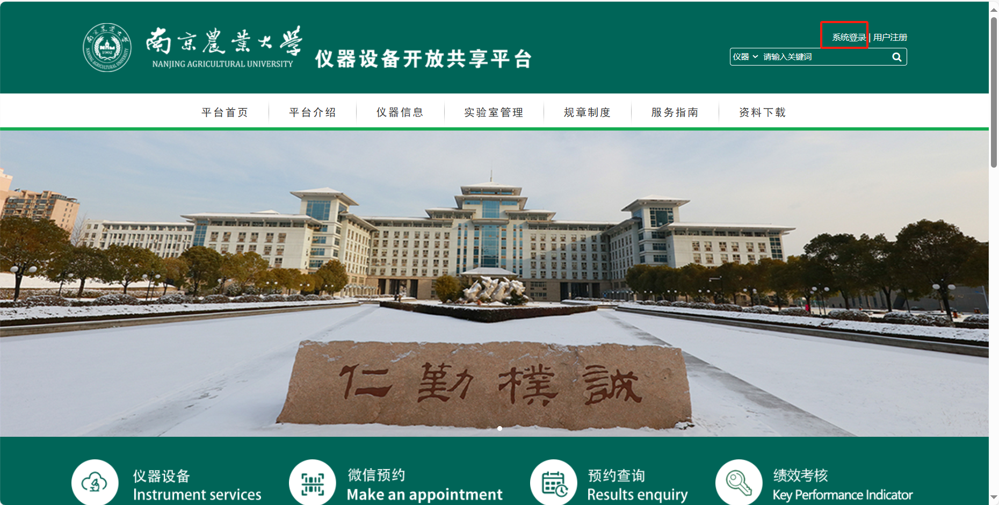 南京農業大學
NANJING AGRICULTURAL UNIVERSITY
1902
仪器设备开放共享平台
系统登录 | 用户注册
仪器 请输入关键词
平台首页 平台介绍 仪器信息 实验室管理 规章制度 服务指南 资料下载
仁勤樸誠
仪器设备
Instrument services
微信预约
Make an appointment
预约查询
Results enquiry
绩效考核
Key Performance Indicator